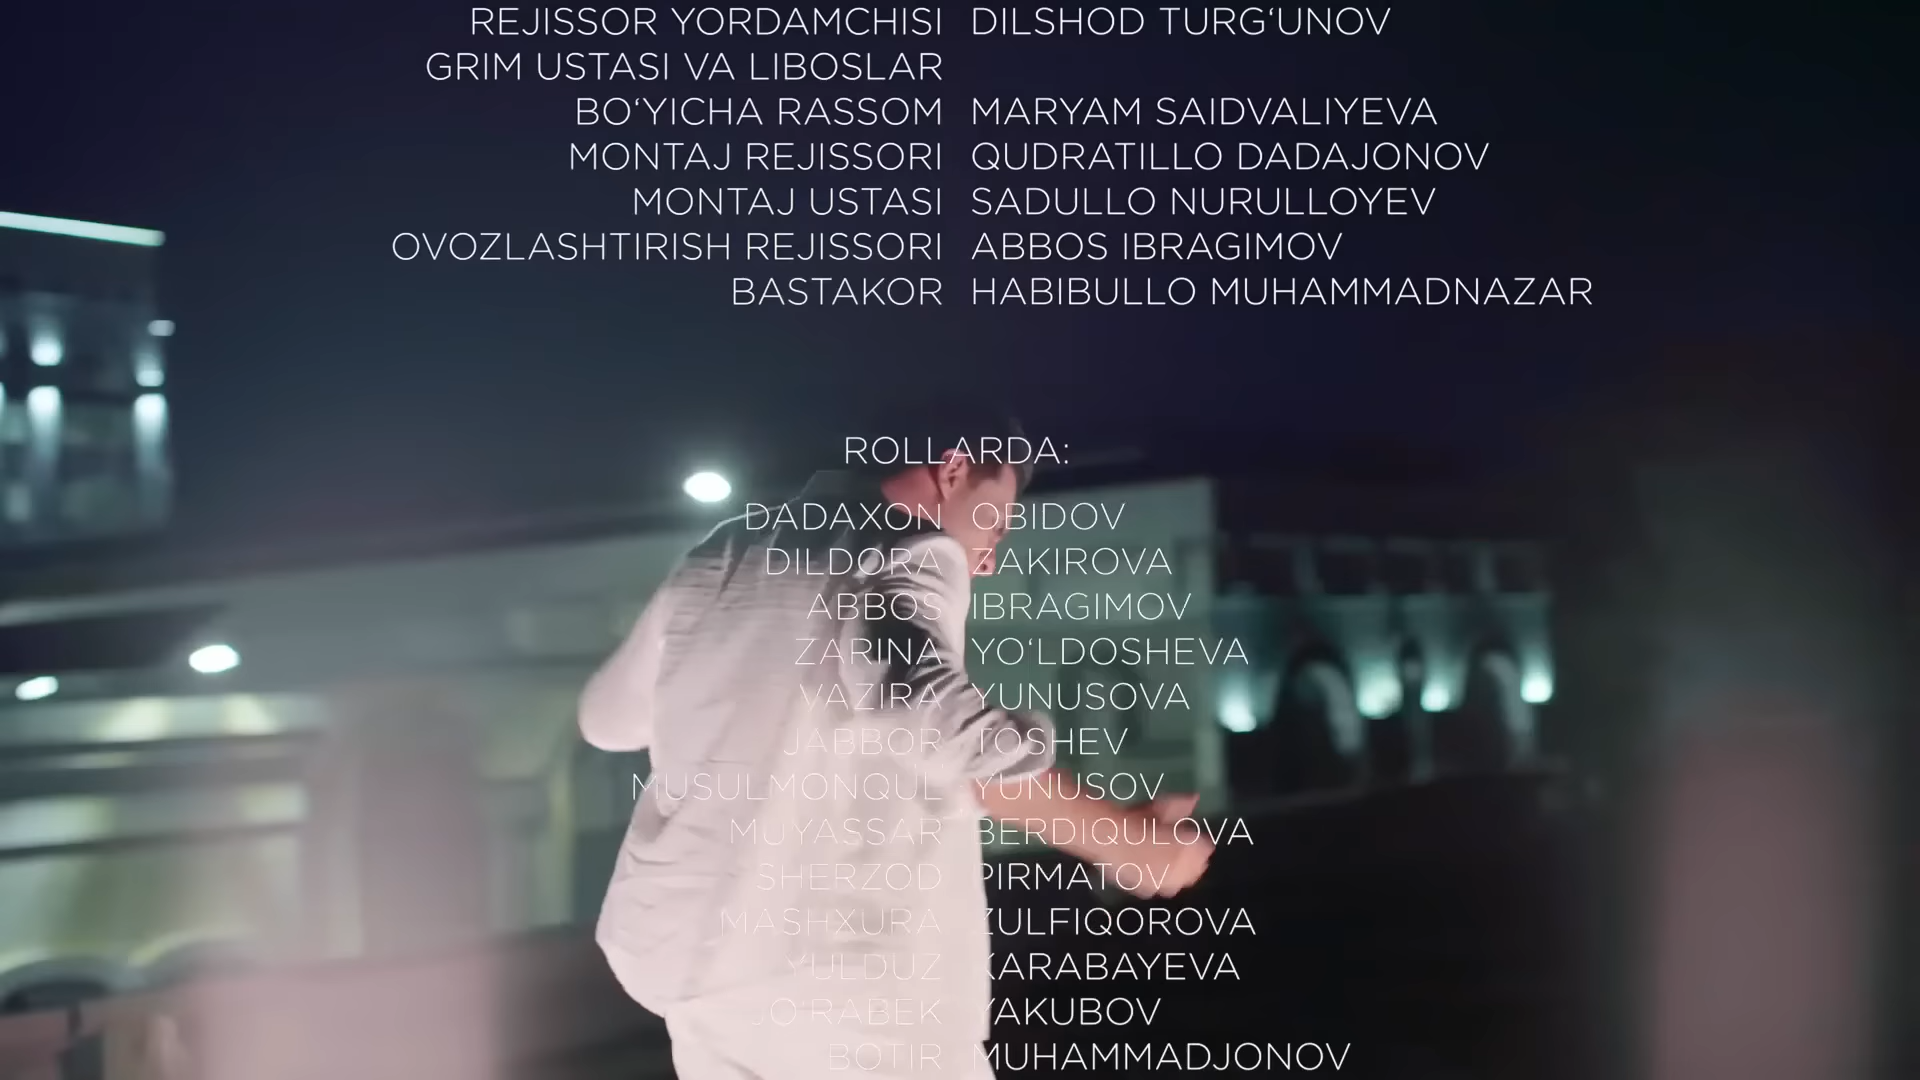 REJISSOR YORDAMCHISI DILSHOD TURG‘UNOV
GRIM USTASI VA LIBOSLAR
BO‘YICHA RASSOM MARYAM SAIDVALIYEVA
MONTAJ REJISSORI QUDRATILLO DADAJONOV
MONTAJ USTASI SADULLO NURULLOYEV
OVOZLASHTIRISH REJISSORI ABBOS IBRAGIMOV
BASTAKOR HABIBULLO MUHAMMADNAZAR
ROLLARDA:
DADAXON OBIDOV
DILDORA ZAKIROVA
ABBOS IBRAGIMOV
ZARINA YO‘LDOSHEVA
VAZIRA YUNUSOVA
JABBOR TOSHEV
MUSULMONQUL YUNUSOV
MUYASSAR BERDIQULOVA
SHERZOD PIRMATOV
MASHXURA ZULFIQOROVA
YULDUZ KARABAYEVA
JO‘RABEK YAKUBOV
BOTIR MUHAMMADJONOV